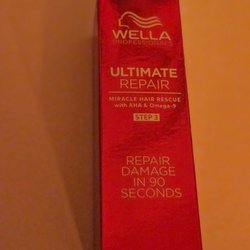 WELLA
PROFESSIONALS
ULTIMATE
REPAIR
MIRACLE HAIR RESCUE
with AHA & Omega-9
STEP 3
REPAIR
DAMAGE
IN 90
SECONDS